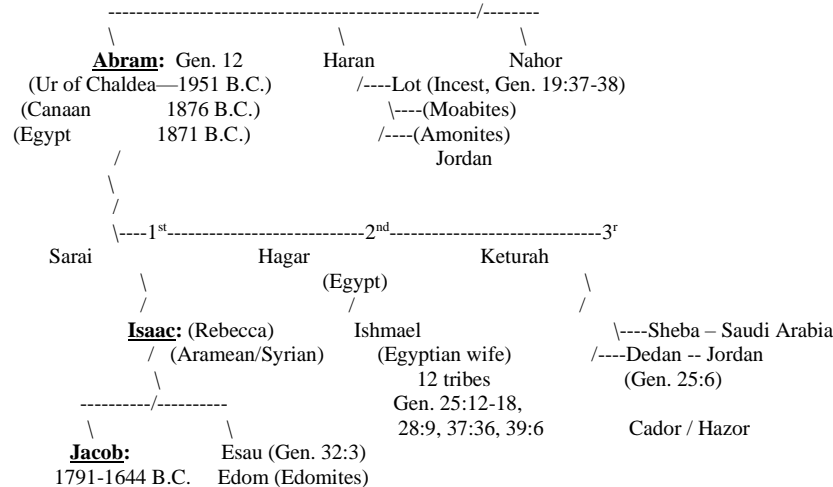 -----------------------------------------------------/--------
\ \ \
Abram: Gen. 12 Haran Nahor
(Ur of Chaldea—1951 B.C.) /----Lot (Incest, Gen. 19:37-38)
(Canaan 1876 B.C.) \----(Moabites)
(Egypt 1871 B.C.) /----(Amonites)
/ Jordan
\
/
\----1st----------------------------2nd------------------------------3r
Sarai Hagar Keturah
\ (Egypt) \
/ / /
Isaac: (Rebecca) Ishmael \----Sheba – Saudi Arabia
/ (Aramean/Syrian) (Egyptian wife) /----Dedan -- Jordan
\ 12 tribes (Gen. 25:6)
----------/---------- Gen. 25:12-18,
\ \ 28:9, 37:36, 39:6 Cador / Hazor
Jacob: Esau (Gen. 32:3)
1791-1644 B.C. Edom (Edomites)